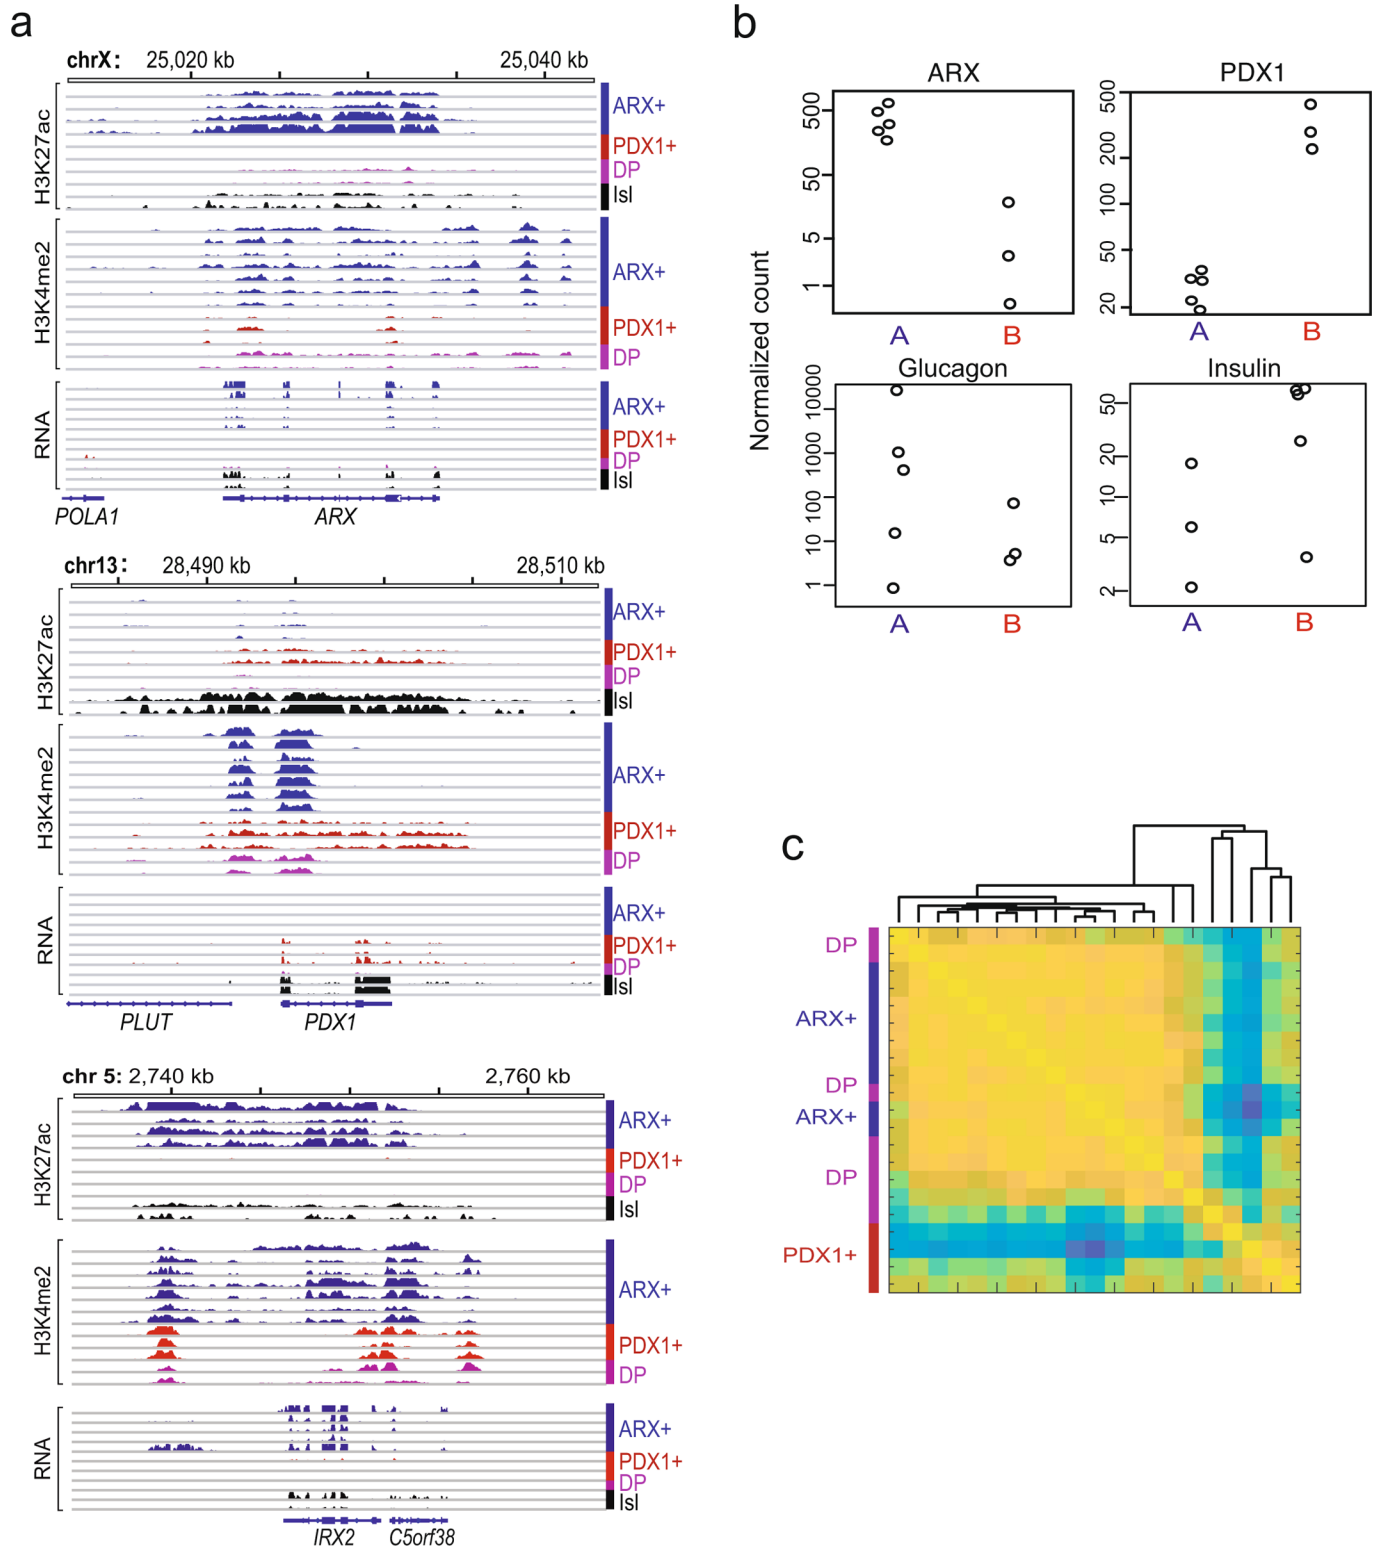 a
chrX: 25,020 kb 25,040 kb
H3K27ac
ARX+
PDX1+
DP
Isl
H3K4me2
ARX+
PDX1+
DP
RNA
ARX+
PDX1+
DP
Isl
POLA1 ARX
chr13: 28,490 kb 28,510 kb
H3K27ac
ARX+
PDX1+
DP
Isl
H3K4me2
ARX+
PDX1+
DP
RNA
ARX+
PDX1+
DP
Isl
PLUT PDX1
chr 5: 2,740 kb 2,760 kb
H3K27ac
ARX+
PDX1+
DP
Isl
H3K4me2
ARX+
PDX1+
DP
RNA
ARX+
PDX1+
DP
Isl
IRX2 C5orf38
b
Normalized count
ARX
500
50
5
1
A B
PDX1
500
200
100
50
20
A B
Glucagon
10000
1000
100
10
1
A B
Insulin
50
20
10
5
2
A B
c
DP
ARX+
DP
ARX+
DP
PDX1+